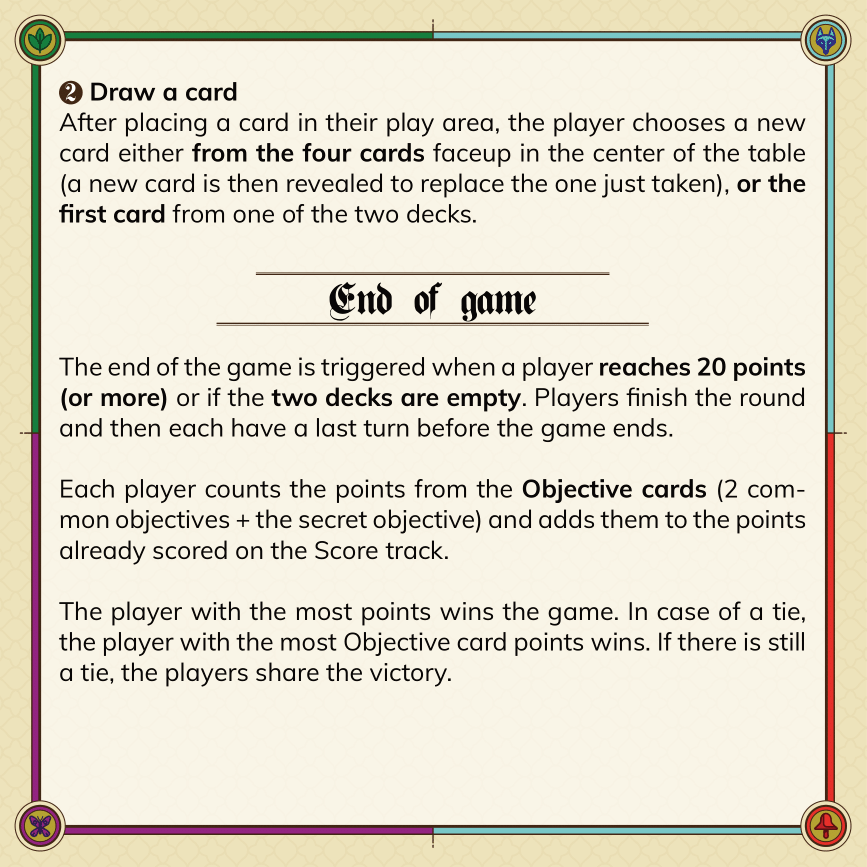 2 Draw a card
After placing a card in their play area, the player chooses a new
card either from the four cards faceup in the center of the table
(a new card is then revealed to replace the one just taken), or the
first card from one of the two decks.
End of game
The end of the game is triggered when a player reaches 20 points
(or more) or if the two decks are empty. Players finish the round
and then each have a last turn before the game ends.
Each player counts the points from the Objective cards (2 com-
mon objectives + the secret objective) and adds them to the points
already scored on the Score track.
The player with the most points wins the game. In case of a tie,
the player with the most Objective card points wins. If there is still
a tie, the players share the victory.